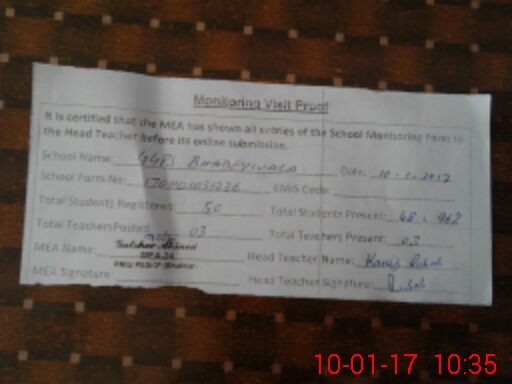 Monitoring Visit Proof
It is certified that the MEA has shown all entries of the School Monitoring Form to
the Head Teacher before its online submission.
School Name: Date: 10-1-2017
School Form No: EMIS Code:
Total Students Registered: 50 Total Students Present: 48 = 96%
Total Teachers Posted: 03 Total Teachers Present: 03
MEA Name: Head Teacher Name:
MEA Signature: Head Teacher Signature:
10-01-17 10:35